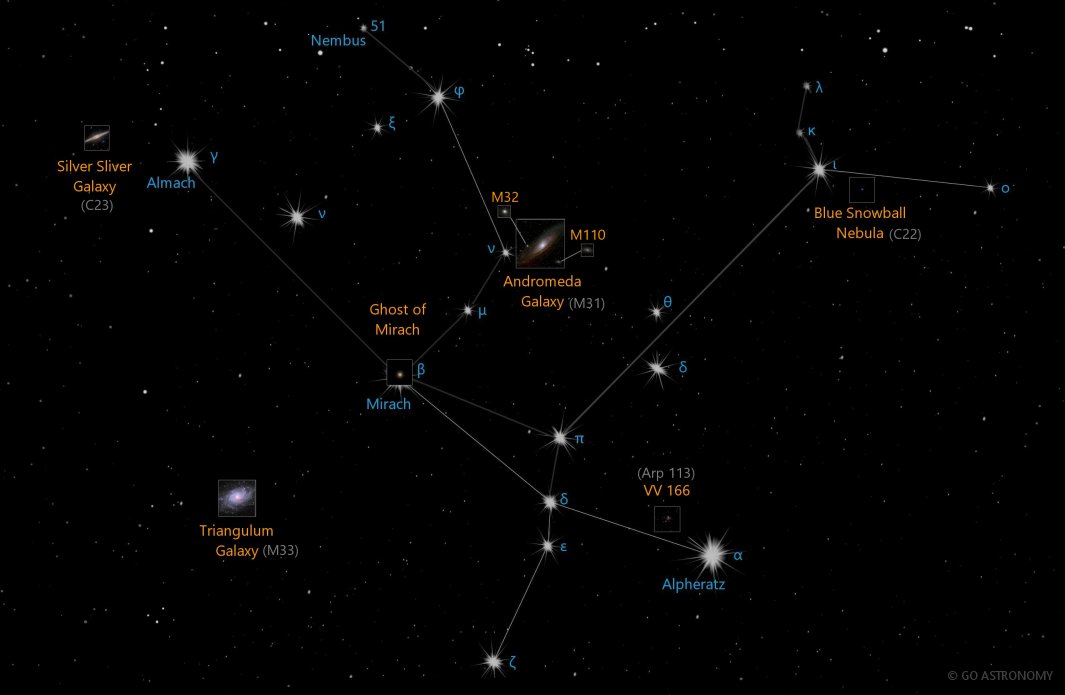 51
Nembus
φ
λ
ξ
κ
Silver Sliver
Galaxy
(C23)
γ
Almach
ι
ο
ν
M32
Blue Snowball
Nebula (C22)
M110
ν
Andromeda
Galaxy (M31)
θ
Ghost of
Mirach
μ
β
δ
Mirach
π
(Arp 113)
VV 166
δ
Triangulum
Galaxy (M33)
ε
α
Alpheratz
ζ
© GO ASTRONOMY